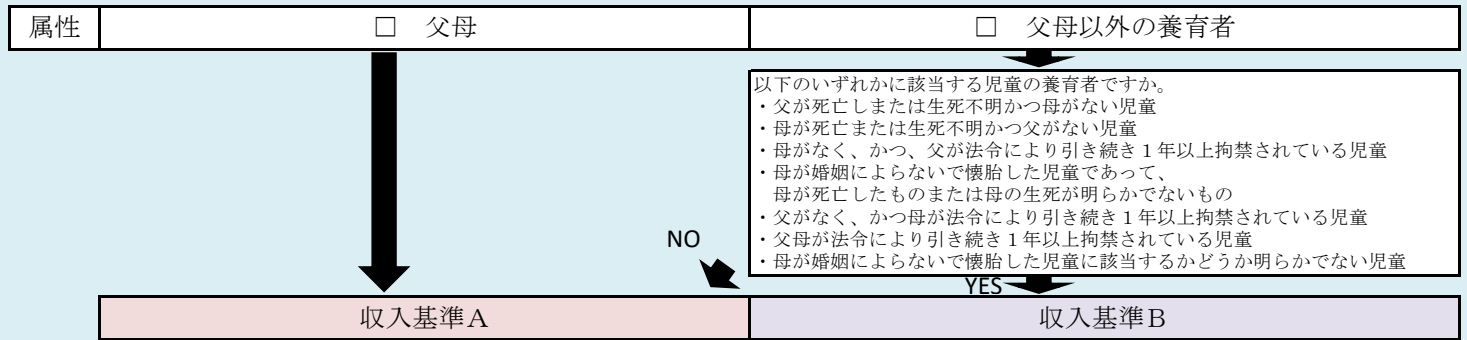 属性
□ 父母
□ 父母以外の養育者
以下のいずれかに該当する児童の養育者ですか。
・父が死亡しまたは生死不明かつ母がない児童
・母が死亡または生死不明かつ父がない児童
・母がなく、かつ、父が法令により引き続き１年以上拘禁されている児童
・母が婚姻によらないで懐胎した児童であって、
母が死亡したものまたは母の生死が明らかでないもの
・父がなく、かつ母が法令により引き続き１年以上拘禁されている児童
・父母が法令により引き続き１年以上拘禁されている児童
・母が婚姻によらないで懐胎した児童に該当するかどうか明らかでない児童
NO
YES
収入基準Ａ
収入基準Ｂ